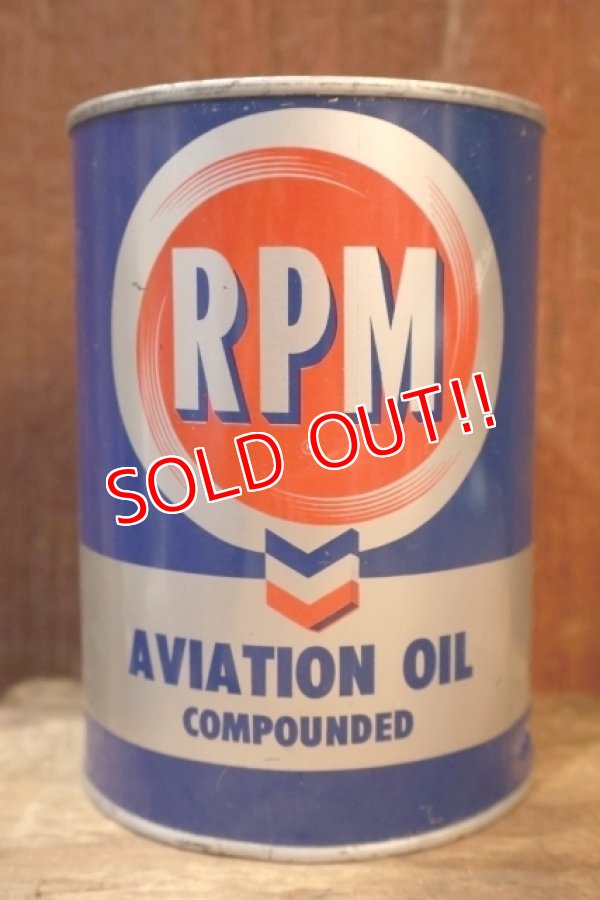 RPM
SOLD OUT!!
AVIATION OIL
COMPOUNDED